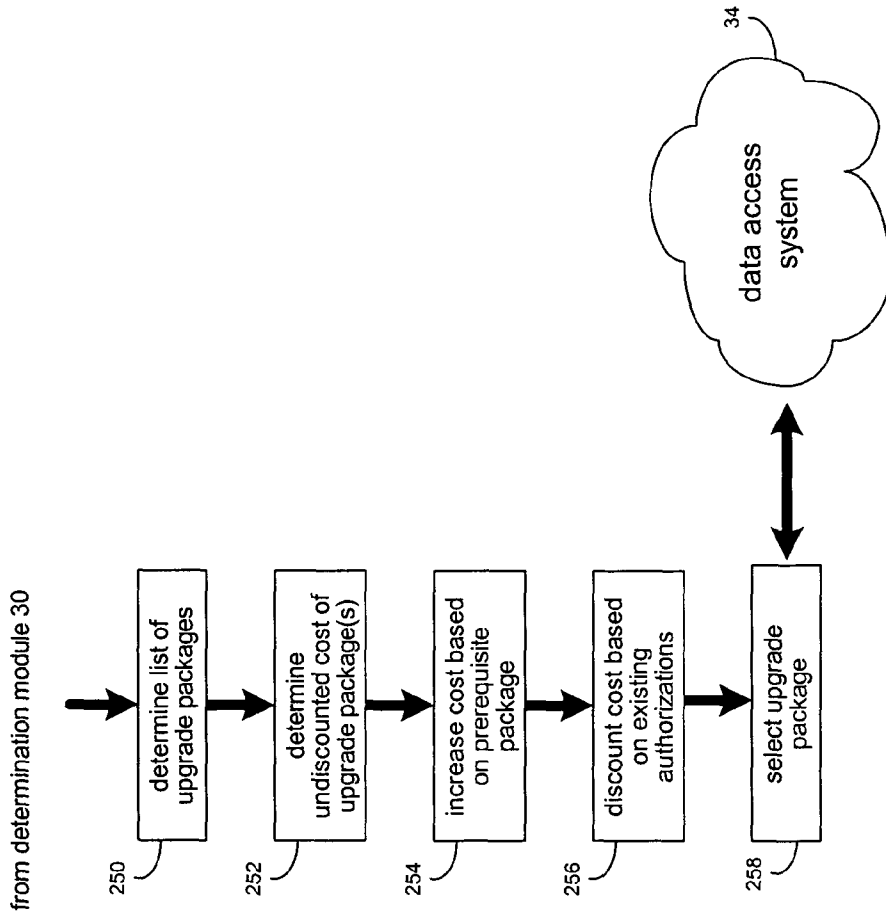 from determination module 30
250
determine list of
upgrade packages
252
determine
undiscounted cost of
upgrade package(s)
254
increase cost based
on prerequisite
package
256
discount cost based
on existing
authorizations
258
select upgrade
package
34
data access
system